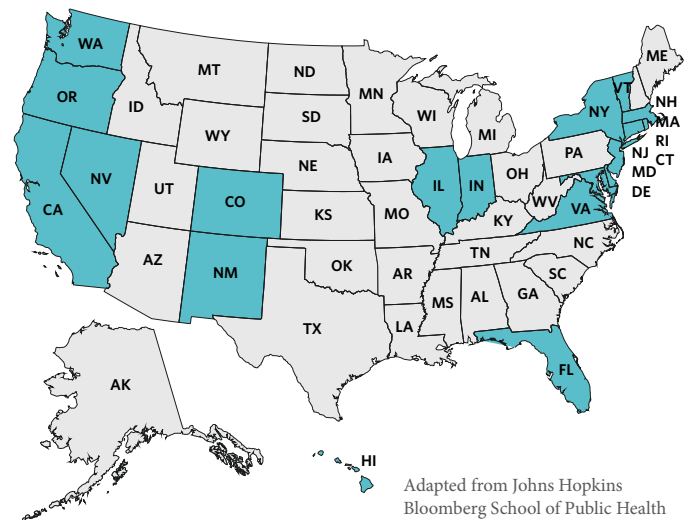 WA
MT
ND
MN
ME
OR
ID
WY
SD
WI
MI
VT
NY
NH
MA
RI
CT
NJ
MD
DE
PA
NV
UT
CO
NE
IA
IL
IN
OH
WV
VA
CA
KS
MO
KY
AZ
NM
OK
AR
TN
NC
SC
TX
LA
MS
AL
GA
FL
AK
HI
Adapted from Johns Hopkins
Bloomberg School of Public Health